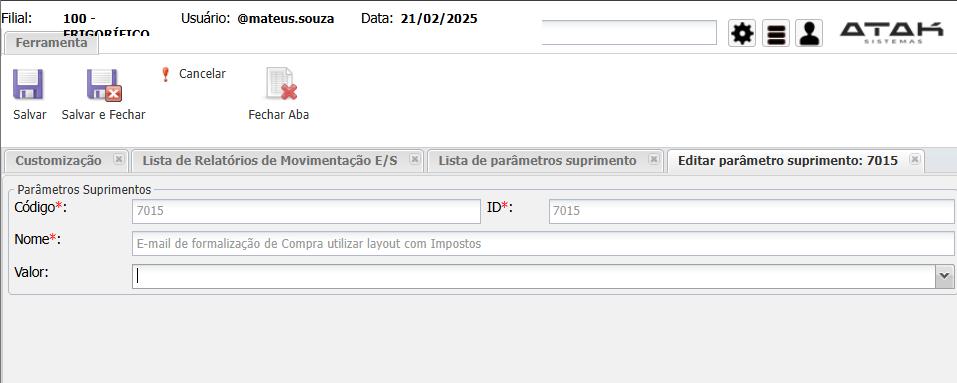 Filial: 100 - FRIGORÍFICO Usuário: @mateus.souza Data: 21/02/2025
ATAK SISTEMAS
Ferramenta
Salvar Salvar e Fechar Cancelar Fechar Aba
Customização Lista de Relatórios de Movimentação E/S Lista de parâmetros suprimento Editar parâmetro suprimento: 7015
Parâmetros Suprimentos
Código*: 7015 ID*: 7015
Nome*: E-mail de formalização de Compra utilizar layout com Impostos
Valor: